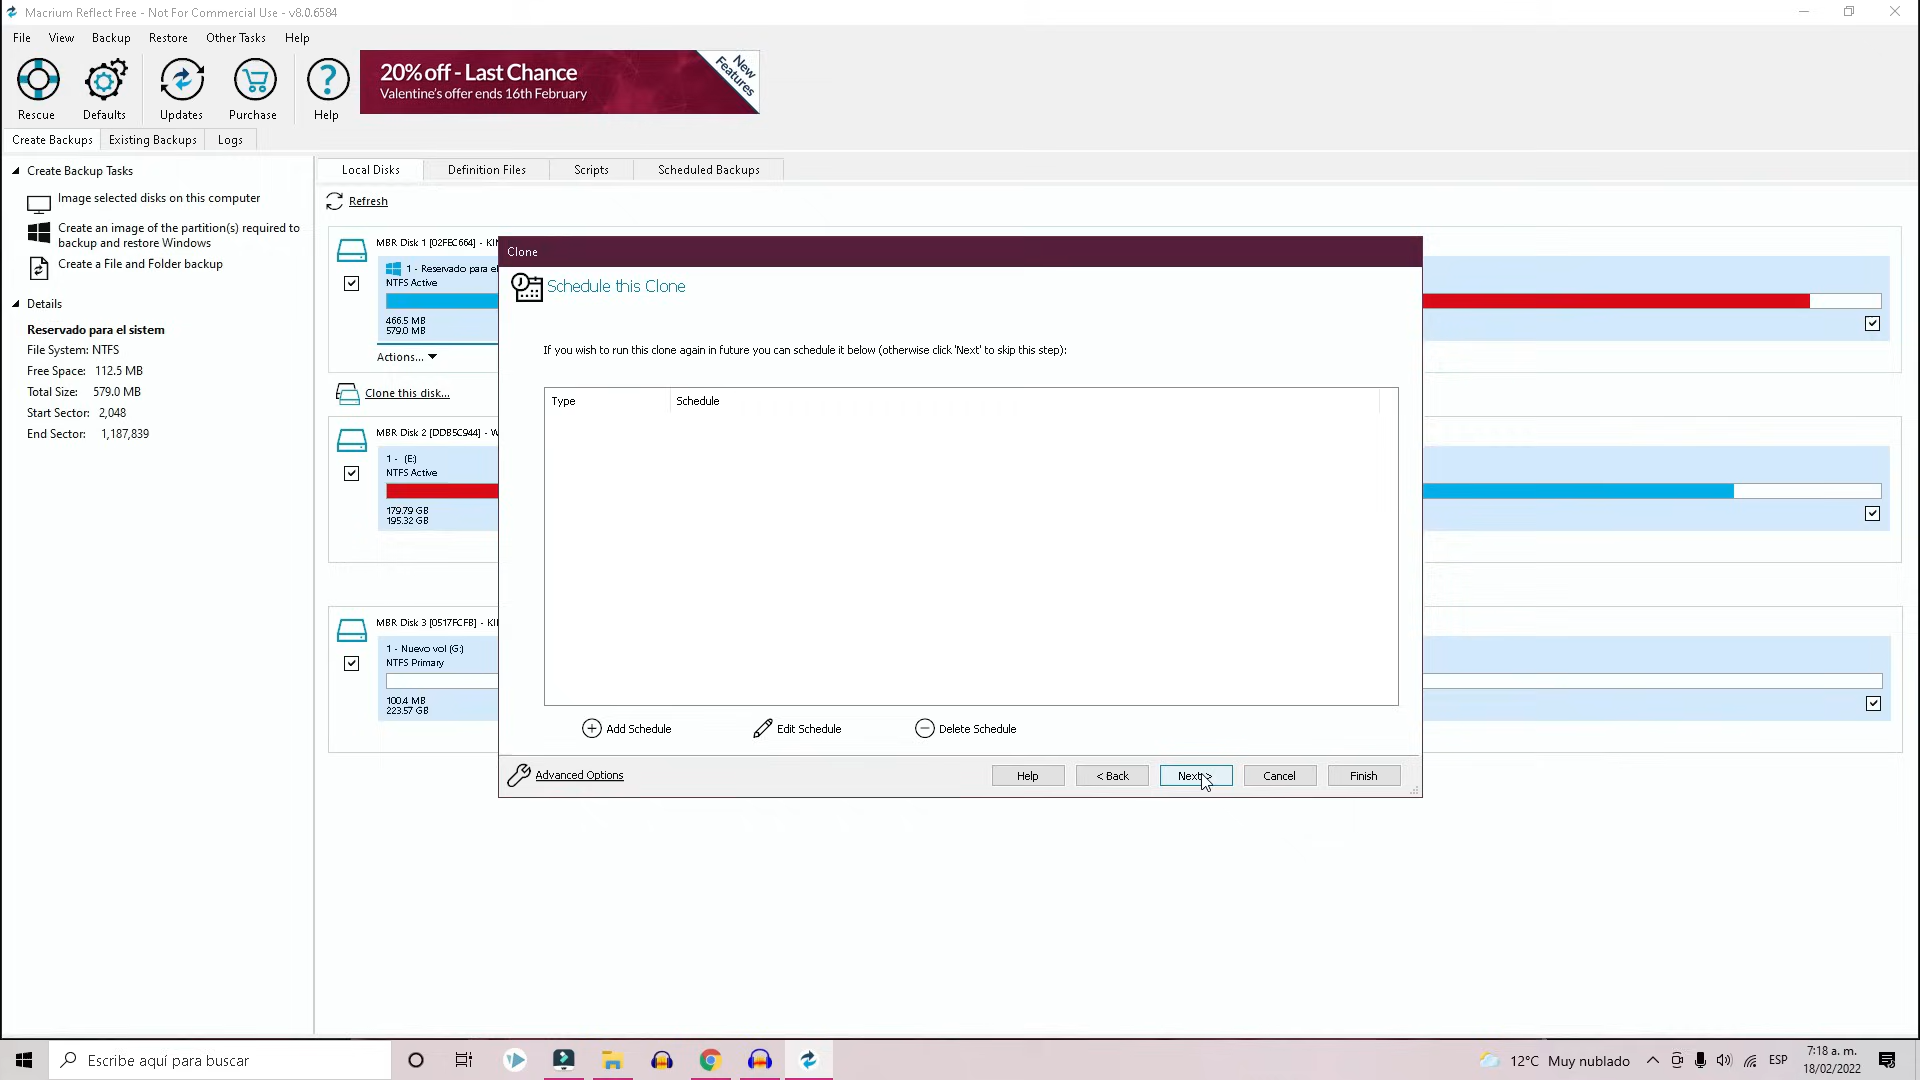 Macrium Reflect Free - Not For Commercial Use - v8.0.6584
File View Backup Restore Other Tasks Help
Rescue Defaults Updates Purchase Help
20% off - Last Chance
Valentine's offer ends 16th February
New
Features
Create Backups Existing Backups Logs
Create Backup Tasks
Image selected disks on this computer
Create an image of the partition(s) required to
backup and restore Windows
Create a File and Folder backup
Details
Reservado para el sistem
File System: NTFS
Free Space: 112.5 MB
Total Size: 579.0 MB
Start Sector: 2,048
End Sector: 1,187,839
Local Disks Definition Files Scripts Scheduled Backups
Refresh
MBR Disk 1 [02FEC664] - KIN
1 - Reservado para el
NTFS Active
466.5 MB
579.0 MB
Actions...
Clone this disk...
MBR Disk 2 [DDB5C944] - W
1 - (E:)
NTFS Active
179.79 GB
195.32 GB
MBR Disk 3 [0517FCFB] - KI
1 - Nuevo vol (G:)
NTFS Primary
100.4 MB
223.57 GB
Clone
Schedule this Clone
If you wish to run this clone again in future you can schedule it below (otherwise click 'Next' to skip this step):
Type Schedule
Add Schedule Edit Schedule Delete Schedule
Advanced Options Help < Back Next > Cancel Finish
Escribe aquí para buscar
12°C Muy nublado ESP
7:18 a. m.
18/02/2022